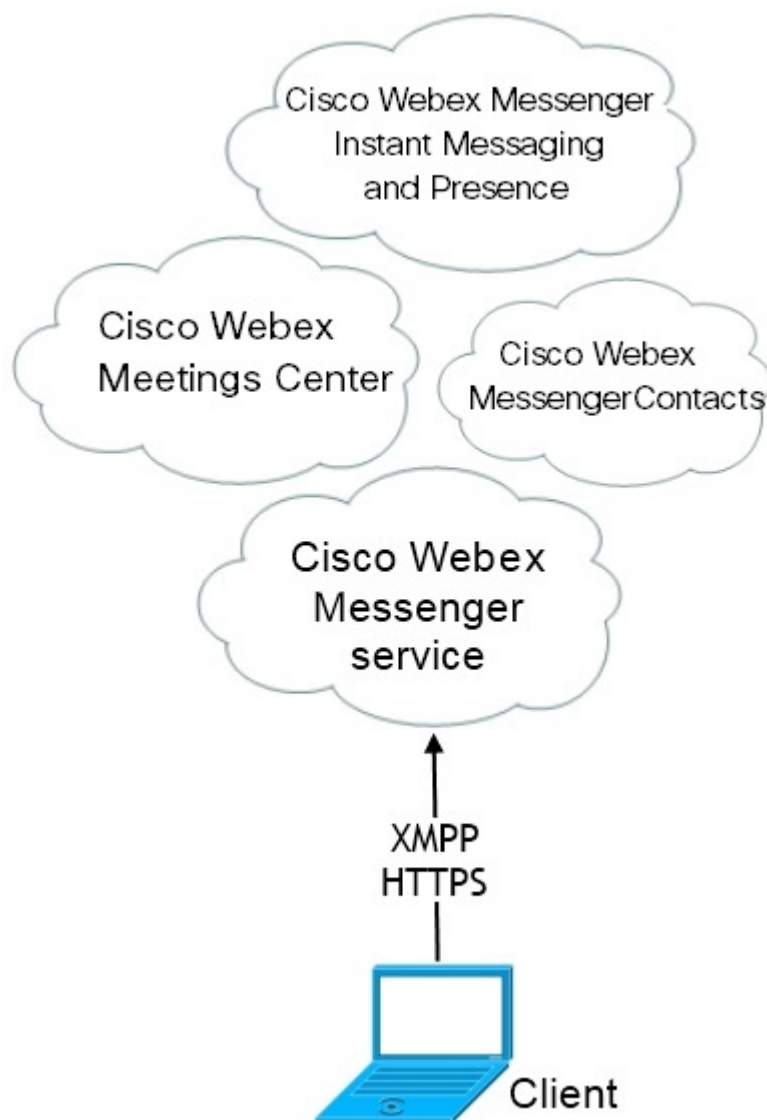 Cisco Webex Messenger
Instant Messaging
and Presence
Cisco Webex
Meetings Center
Cisco Webex
MessengerContacts
Cisco Webex
Messenger
service
XMPP
HTTPS
Client